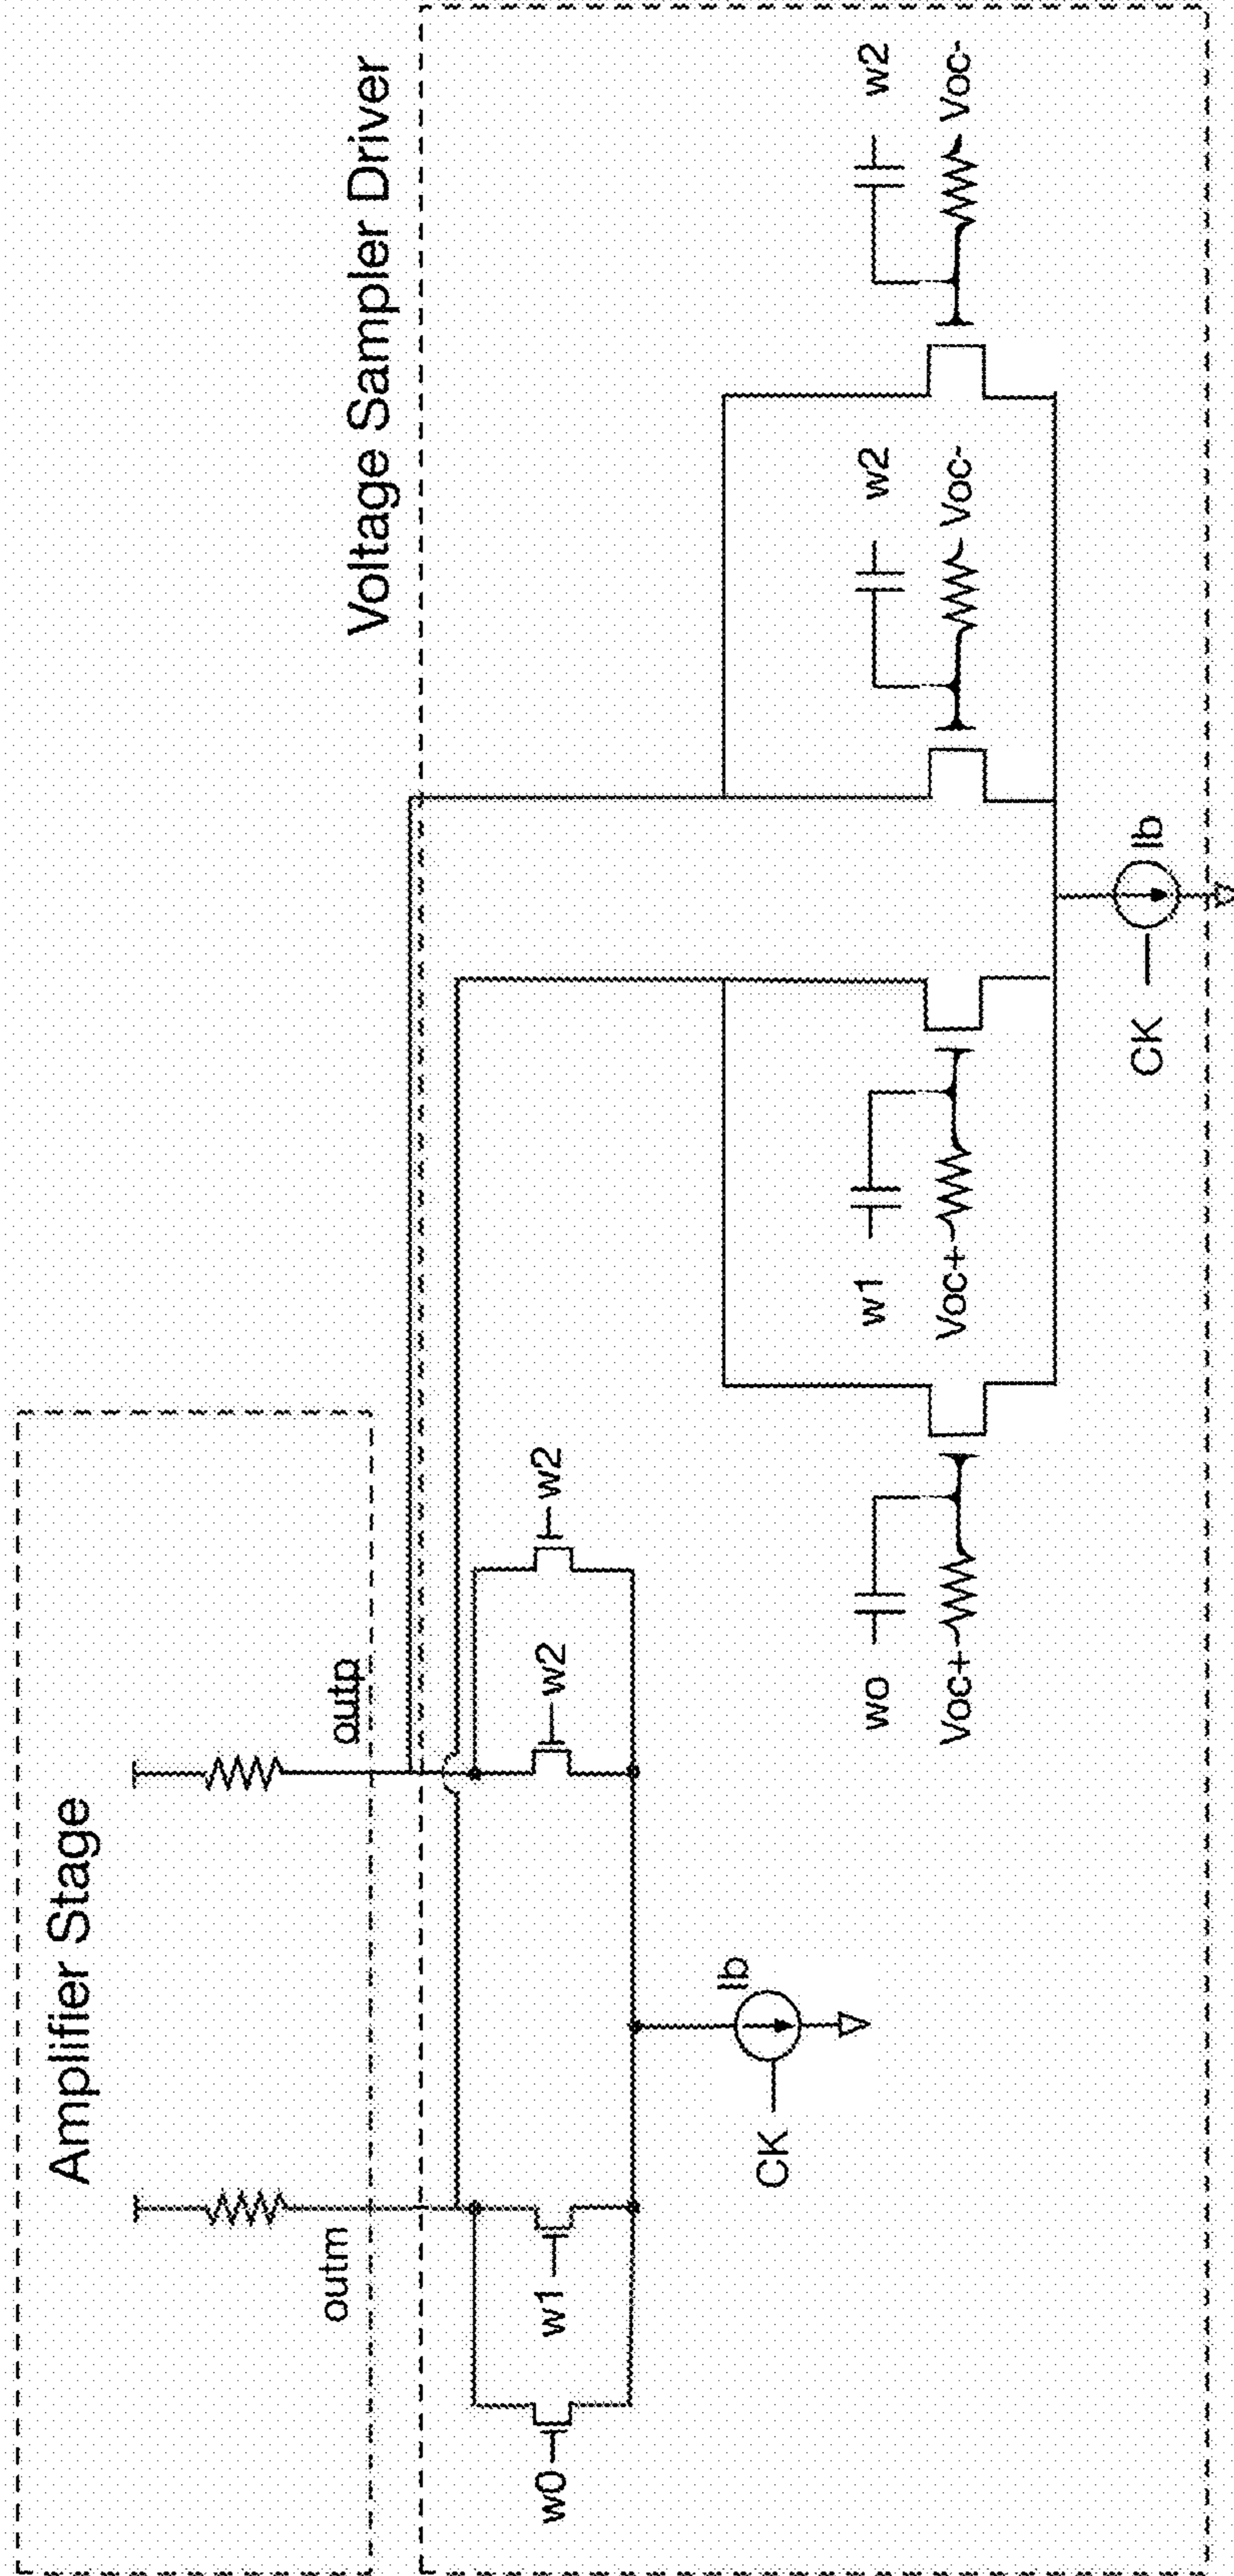 Amplifier Stage
Voltage Sampler Driver
outm
outp
w0
w1
w2
w2
CK
Ib
wo
Voc+
w1
Voc+
w2
Voc-
w2
Voc-
CK
Ib